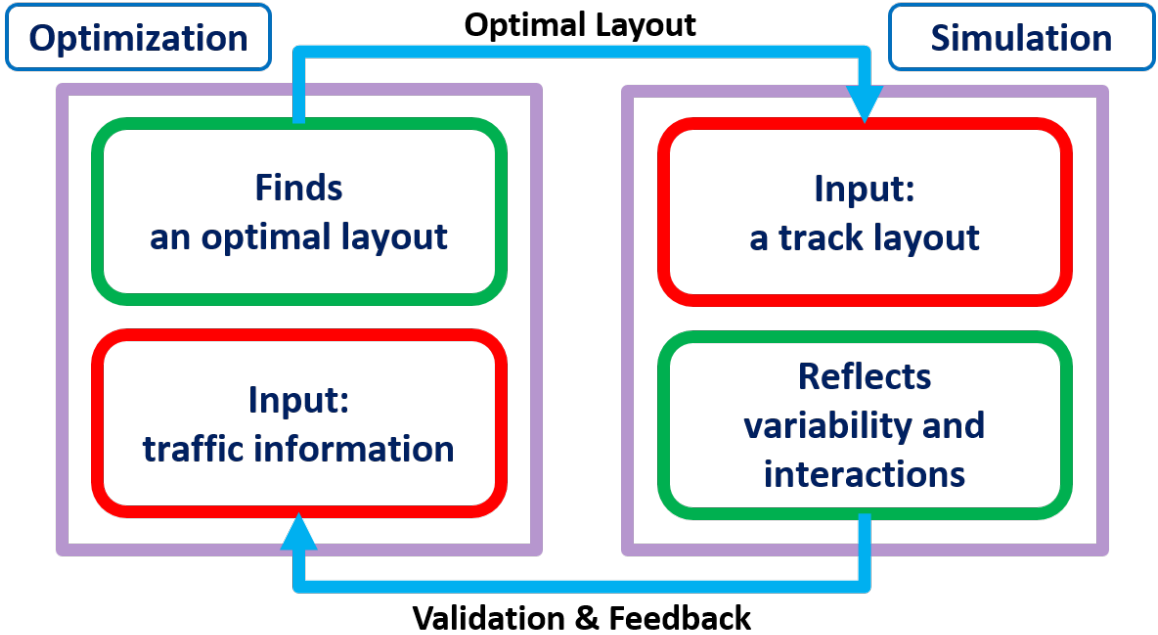 Optimal Layout
Optimization
Simulation
Finds
an optimal layout
Input:
traffic information
Input:
a track layout
Reflects
variability and
interactions
Validation & Feedback